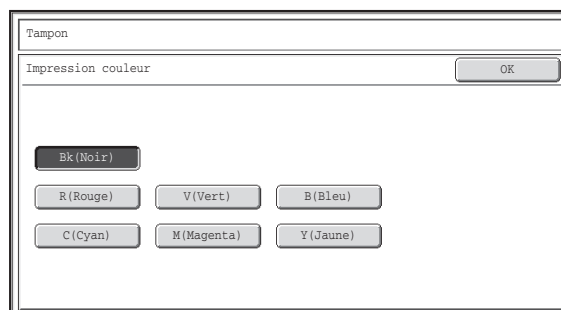 Tampon
Impression couleur OK
Bk(Noir)
R(Rouge) V(Vert) B(Bleu)
C(Cyan) M(Magenta) Y(Jaune)